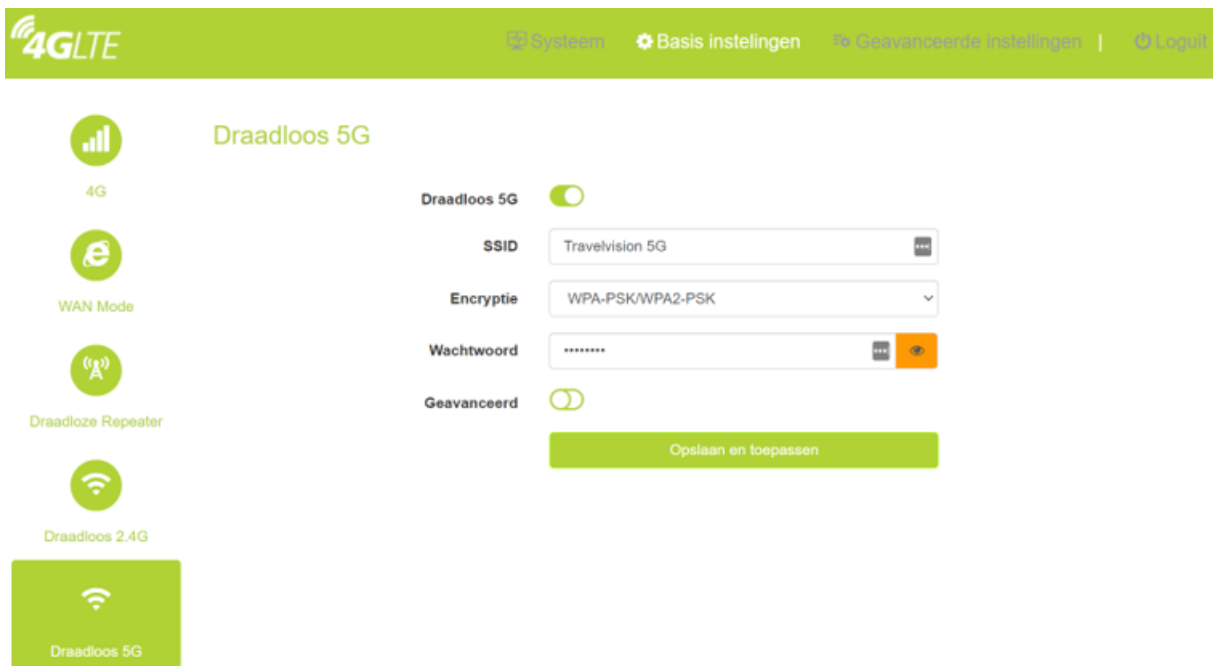 4GLTE
Systeem Basis instelingen Geavanceerde instellingen | Loguit
4G
WAN Mode
Draadloze Repeater
Draadloos 2.4G
Draadloos 5G
Draadloos 5G
Draadloos 5G
SSID Travelvision 5G
Encryptie WPA-PSK/WPA2-PSK
Wachtwoord ••••••••
Geavanceerd
Opslaan en toepassen